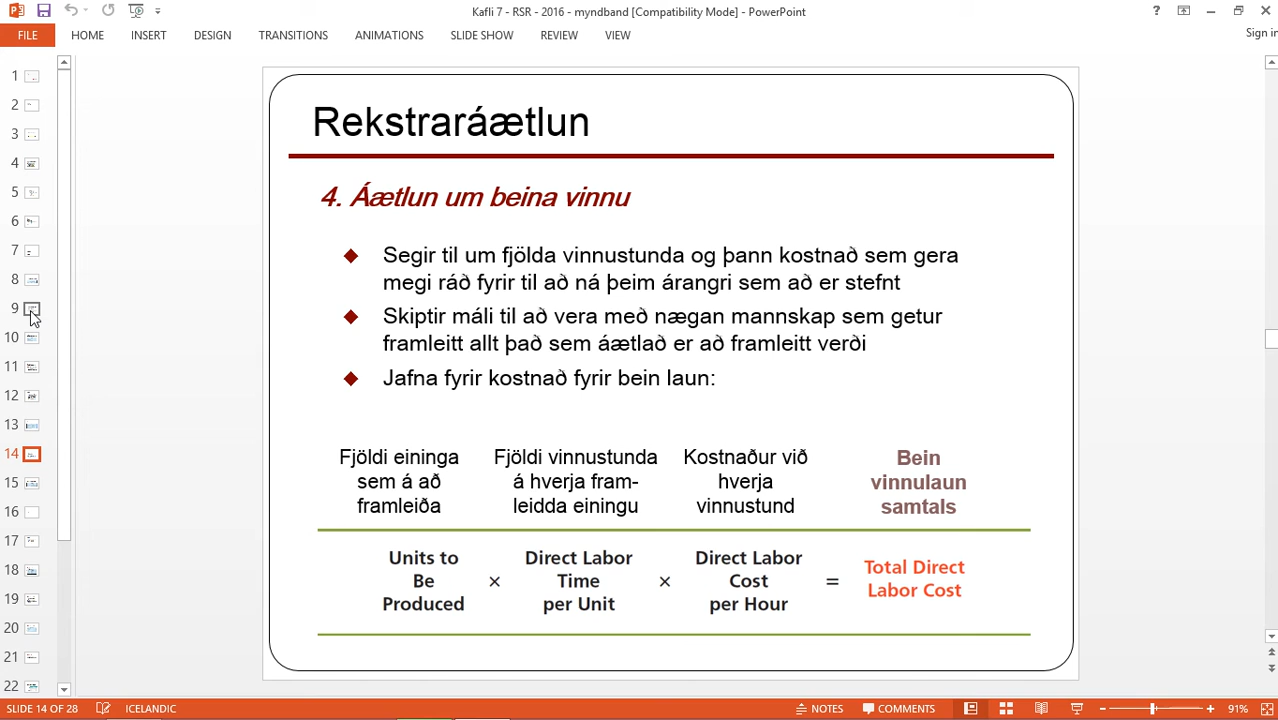 Kafli 7 - RSR - 2016 - myndband [Compatibility Mode] - PowerPoint
?
FILE HOME INSERT DESIGN TRANSITIONS ANIMATIONS SLIDE SHOW REVIEW VIEW
Sign in
1
2
3
4
5
6
7
8
9
10
11
12
13
14
15
16
17
18
19
20
21
22
Rekstraráætlun
4. Áætlun um beina vinnu
Segir til um fjölda vinnustunda og þann kostnað sem gera
megi ráð fyrir til að ná þeim árangri sem að er stefnt
Skiptir máli til að vera með nægan mannskap sem getur
framleitt allt það sem áætlað er að framleitt verði
Jafna fyrir kostnað fyrir bein laun:
Fjöldi eininga
sem á að
framleiða
Fjöldi vinnustunda
á hverja fram-
leidda einingu
Kostnaður við
hverja
vinnustund
Bein
vinnulaun
samtals
Units to
Be
Produced
×
Direct Labor
Time
per Unit
×
Direct Labor
Cost
per Hour
=
Total Direct
Labor Cost
SLIDE 14 OF 28 ICELANDIC NOTES COMMENTS 91%